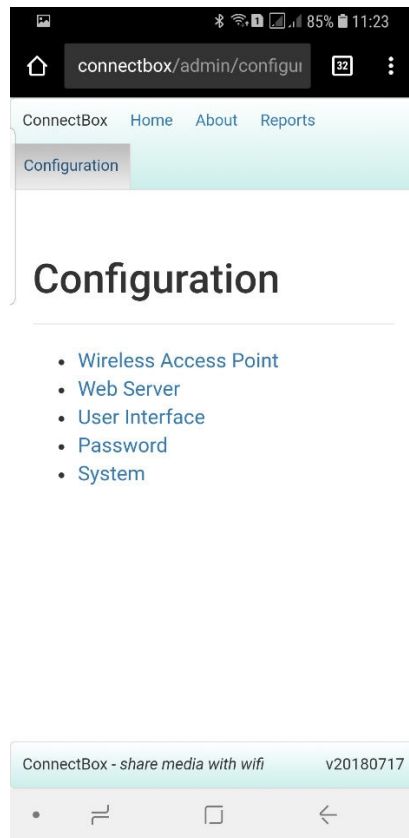 85% 11:23
connectbox/admin/configu
32
ConnectBox Home About Reports
Configuration
Configuration
Wireless Access Point
Web Server
User Interface
Password
System
ConnectBox - share media with wifi v20180717